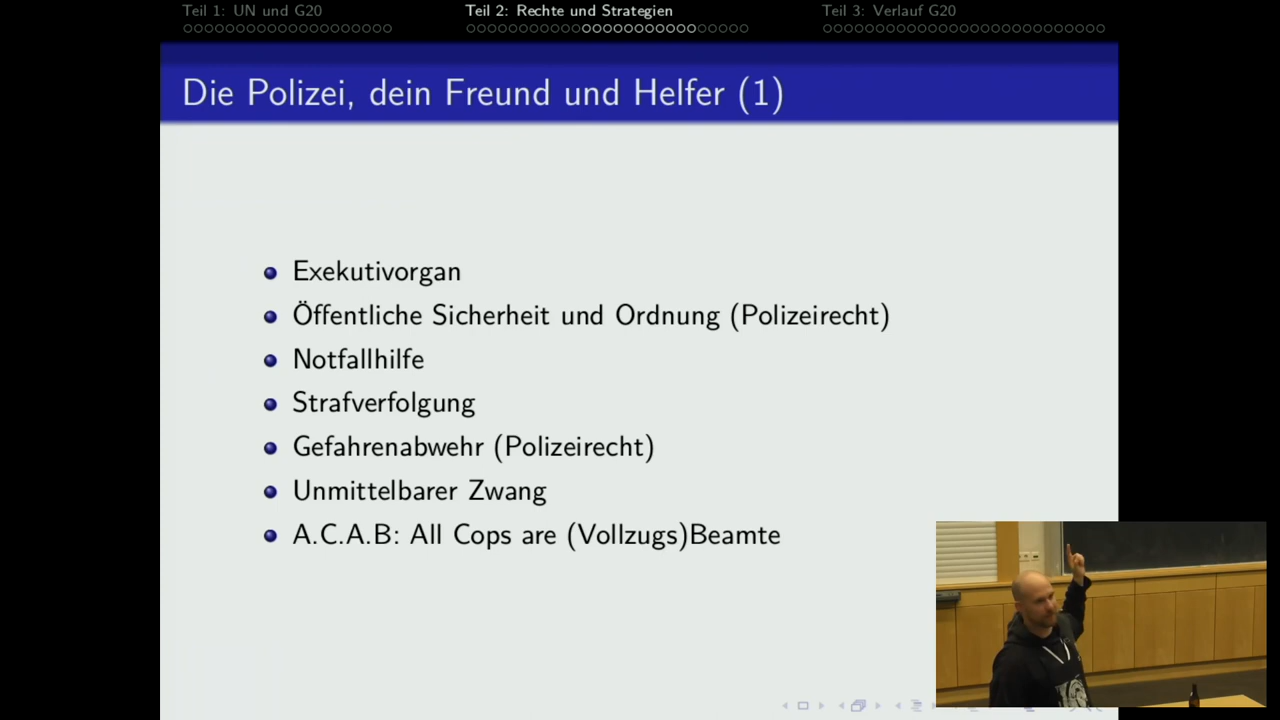 Teil 1: UN und G20
Teil 2: Rechte und Strategien
Teil 3: Verlauf G20
Die Polizei, dein Freund und Helfer (1)
Exekutivorgan
Öffentliche Sicherheit und Ordnung (Polizeirecht)
Notfallhilfe
Strafverfolgung
Gefahrenabwehr (Polizeirecht)
Unmittelbarer Zwang
A.C.A.B: All Cops are (Vollzugs)Beamte